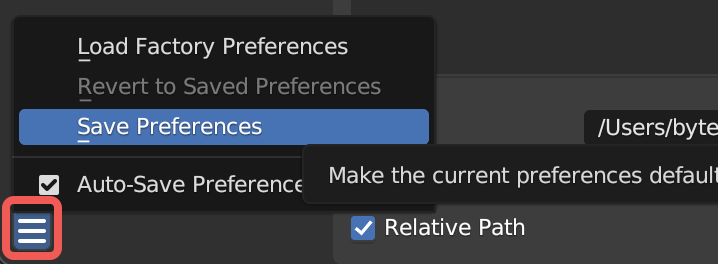 Load Factory Preferences
Revert to Saved Preferences
Save Preferences
/Users/byte
Auto-Save Preference
Make the current preferences default
Relative Path